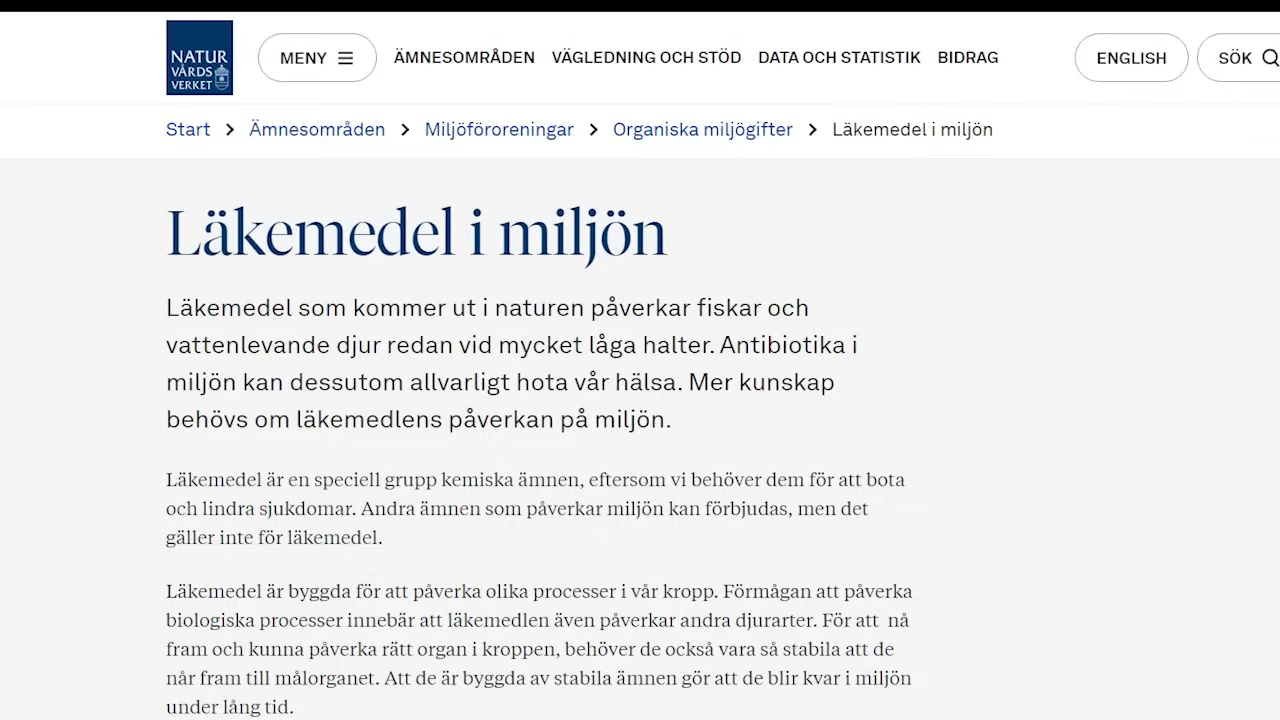 NATUR
VÅRDS
VERKET
MENY
ÄMNESOMRÅDEN VÄGLEDNING OCH STÖD DATA OCH STATISTIK BIDRAG
ENGLISH
SÖK
Start > Ämnesområden > Miljöföroreningar > Organiska miljögifter > Läkemedel i miljön
Läkemedel i miljön
Läkemedel som kommer ut i naturen påverkar fiskar och
vattenlevande djur redan vid mycket låga halter. Antibiotika i
miljön kan dessutom allvarligt hota vår hälsa. Mer kunskap
behövs om läkemedlens påverkan på miljön.
Läkemedel är en speciell grupp kemiska ämnen, eftersom vi behöver dem för att bota
och lindra sjukdomar. Andra ämnen som påverkar miljön kan förbjudas, men det
gäller inte för läkemedel.
Läkemedel är byggda för att påverka olika processer i vår kropp. Förmågan att påverka
biologiska processer innebär att läkemedlen även påverkar andra djurarter. För att nå
fram och kunna påverka rätt organ i kroppen, behöver de också vara så stabila att de
når fram till målorganet. Att de är byggda av stabila ämnen gör att de blir kvar i miljön
under lång tid.